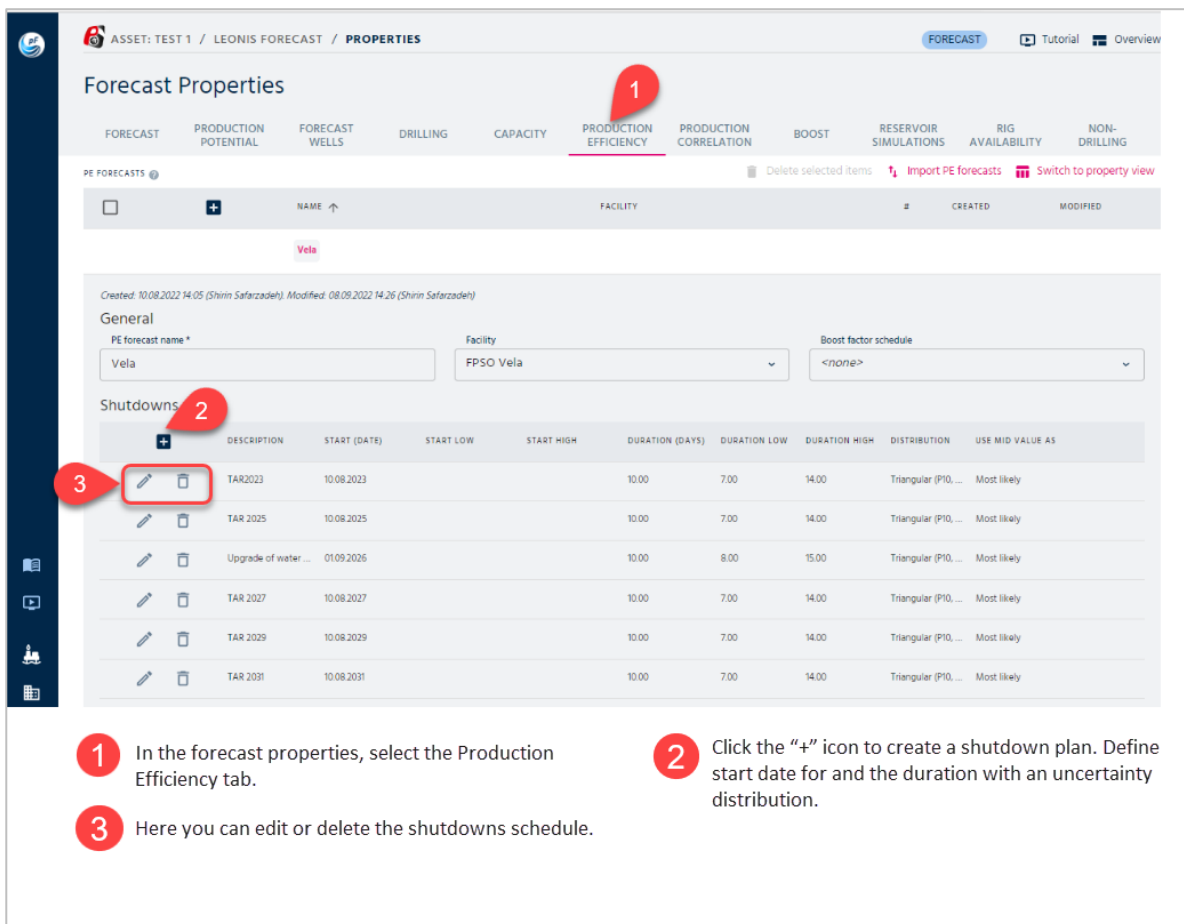 ASSET: TEST 1 / LEONIS FORECAST / PROPERTIES
FORECAST
Tutorial
Overview
Forecast Properties
1
FORECAST
PRODUCTION
POTENTIAL
FORECAST
WELLS
DRILLING
CAPACITY
PRODUCTION
EFFICIENCY
PRODUCTION
CORRELATION
BOOST
RESERVOIR
SIMULATIONS
RIG
AVAILABILITY
NON-
DRILLING
PE FORECASTS ?
Delete selected items
Import PE forecasts
Switch to property view
NAME
FACILITY
#
CREATED
MODIFIED
Vela
Created: 10.08.2022 14:05 (Shirin Safarzadeh). Modified: 08.09.2022 14:26 (Shirin Safarzadeh)
General
PE forecast name *
Facility
Boost factor schedule
Vela
FPSO Vela
<none>
Shutdowns
2
DESCRIPTION START (DATE) START LOW START HIGH DURATION (DAYS) DURATION LOW DURATION HIGH DISTRIBUTION USE MID VALUE AS
3
TAR2023 10.08.2023 10.00 7.00 14.00 Triangular (P10, ... Most likely
TAR 2025 10.08.2025 10.00 7.00 14.00 Triangular (P10, ... Most likely
Upgrade of water ... 01.09.2026 10.00 8.00 15.00 Triangular (P10, ... Most likely
TAR 2027 10.08.2027 10.00 7.00 14.00 Triangular (P10, ... Most likely
TAR 2029 10.08.2029 10.00 7.00 14.00 Triangular (P10, ... Most likely
TAR 2031 10.08.2031 10.00 7.00 14.00 Triangular (P10, ... Most likely
1
In the forecast properties, select the Production
Efficiency tab.
2
Click the “+” icon to create a shutdown plan. Define
start date for and the duration with an uncertainty
distribution.
3
Here you can edit or delete the shutdowns schedule.